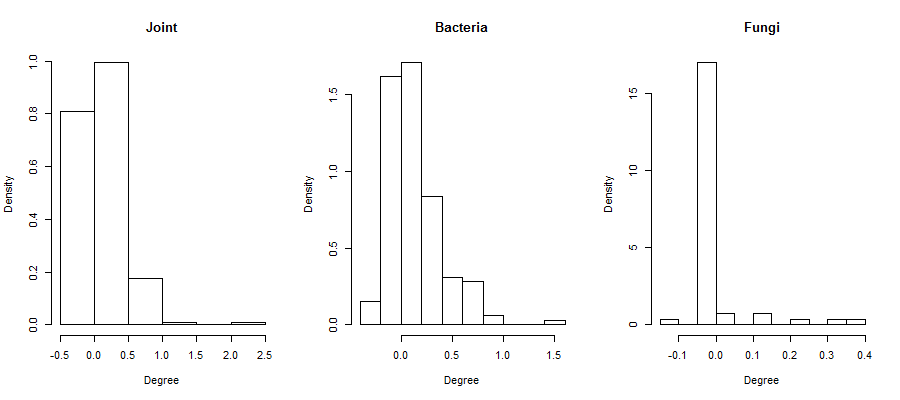 Joint
Density
1.0
0.8
0.6
0.4
0.2
0.0
-0.5 0.0 0.5 1.0 1.5 2.0 2.5
Degree
Bacteria
Density
1.5
1.0
0.5
0.0
0.0 0.5 1.0 1.5
Degree
Fungi
Density
15
10
5
0
-0.1 0.0 0.1 0.2 0.3 0.4
Degree